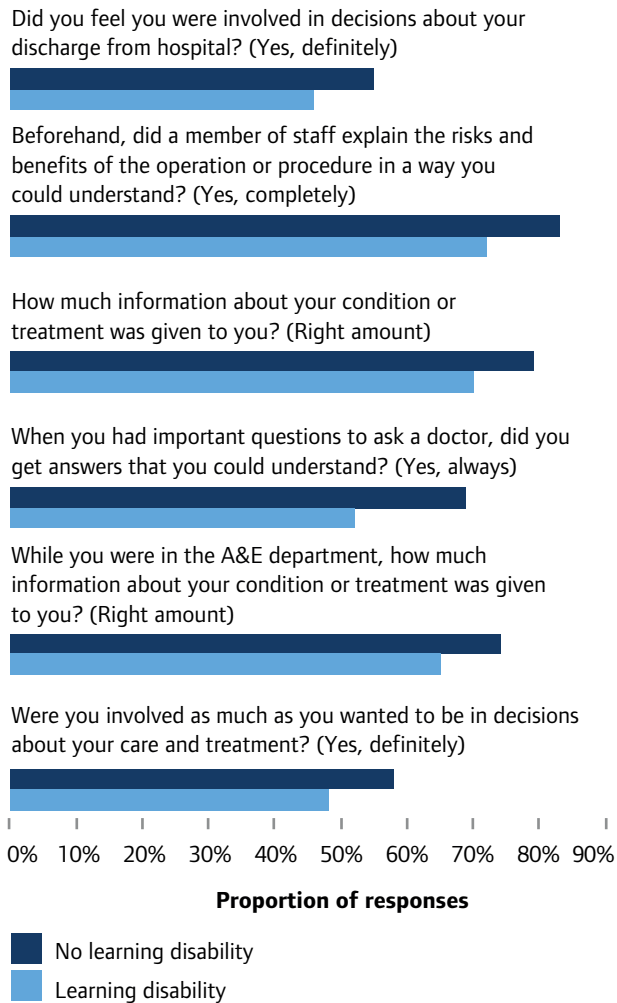 Did you feel you were involved in decisions about your
discharge from hospital? (Yes, definitely)
Beforehand, did a member of staff explain the risks and
benefits of the operation or procedure in a way you
could understand? (Yes, completely)
How much information about your condition or
treatment was given to you? (Right amount)
When you had important questions to ask a doctor, did you
get answers that you could understand? (Yes, always)
While you were in the A&E department, how much
information about your condition or treatment was given
to you? (Right amount)
Were you involved as much as you wanted to be in decisions
about your care and treatment? (Yes, definitely)
0% 10% 20% 30% 40% 50% 60% 70% 80% 90%
Proportion of responses
No learning disability
Learning disability